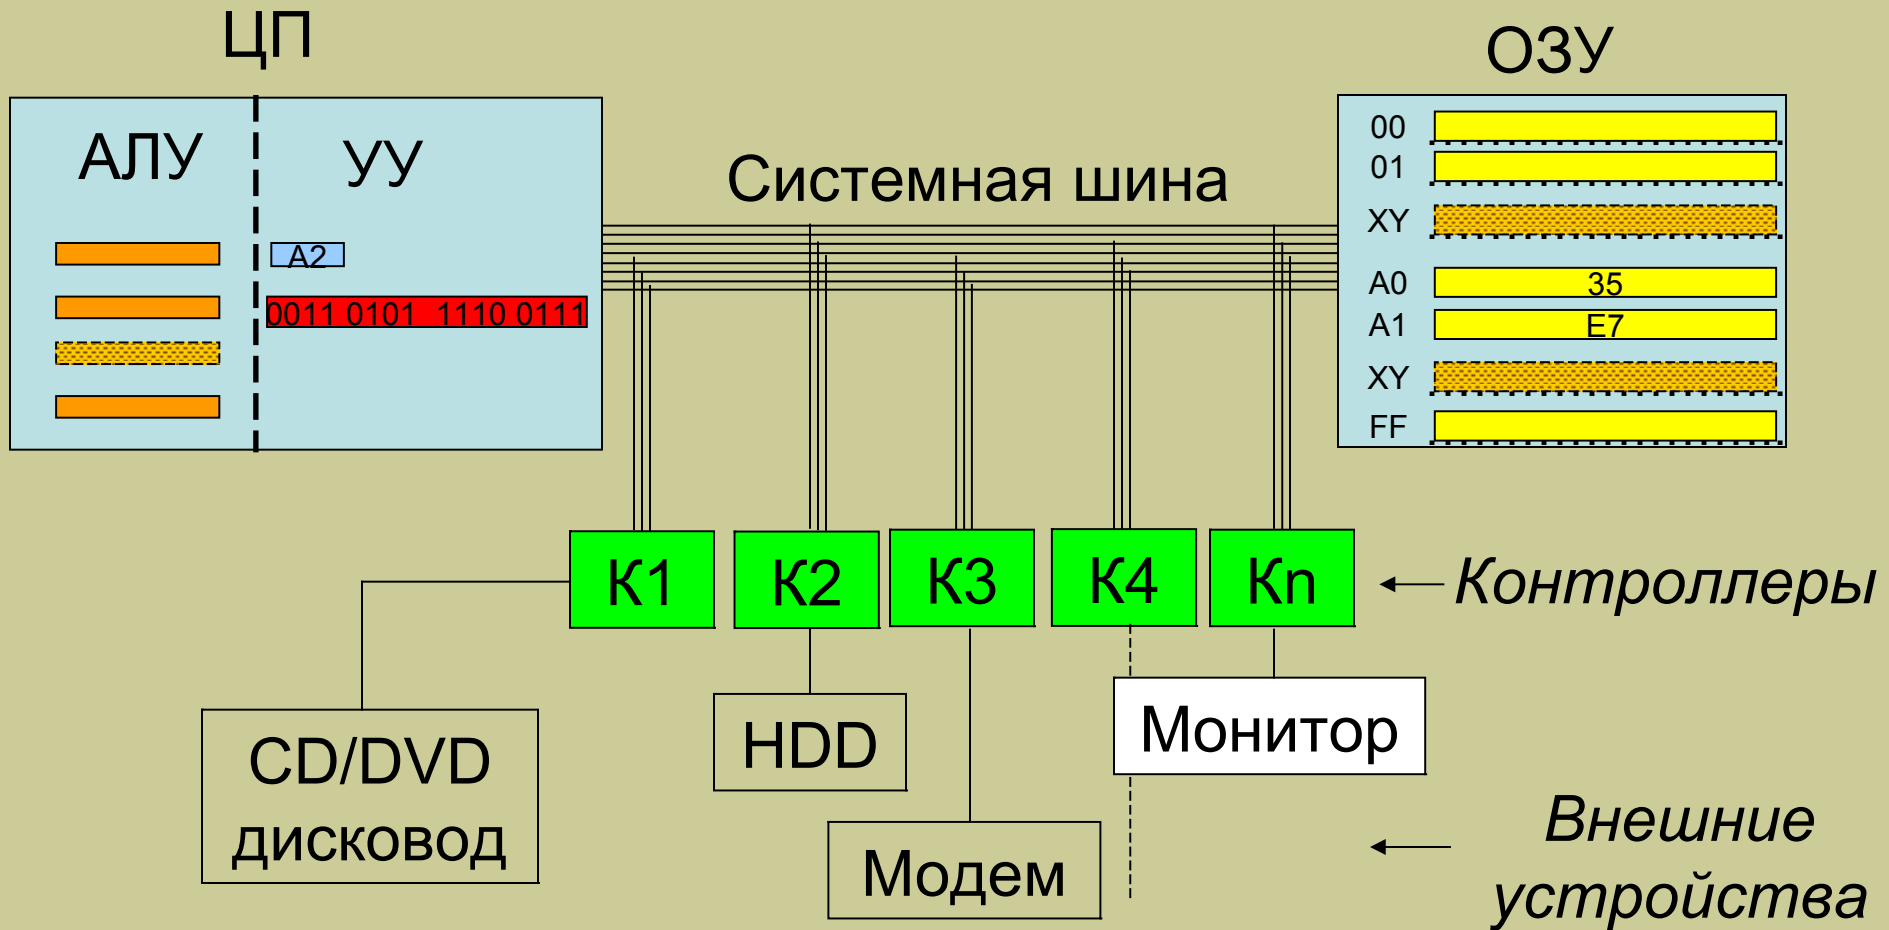 ЦП
ОЗУ
АЛУ
УУ
Системная шина
A2
0011 0101 1110 0111
00
01
XY
A0 35
A1 E7
XY
FF
К1
К2
К3
К4
Кn
Контроллеры
CD/DVD
дисковод
HDD
Модем
Монитор
Внешние
устройства